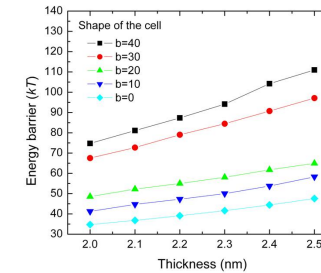 140
130
120
110
100
90
80
70
60
50
40
30
Energy barrier (kT)
Shape of the cell
b=40
b=30
b=20
b=10
b=0
2.0 2.1 2.2 2.3 2.4 2.5
Thickness (nm)